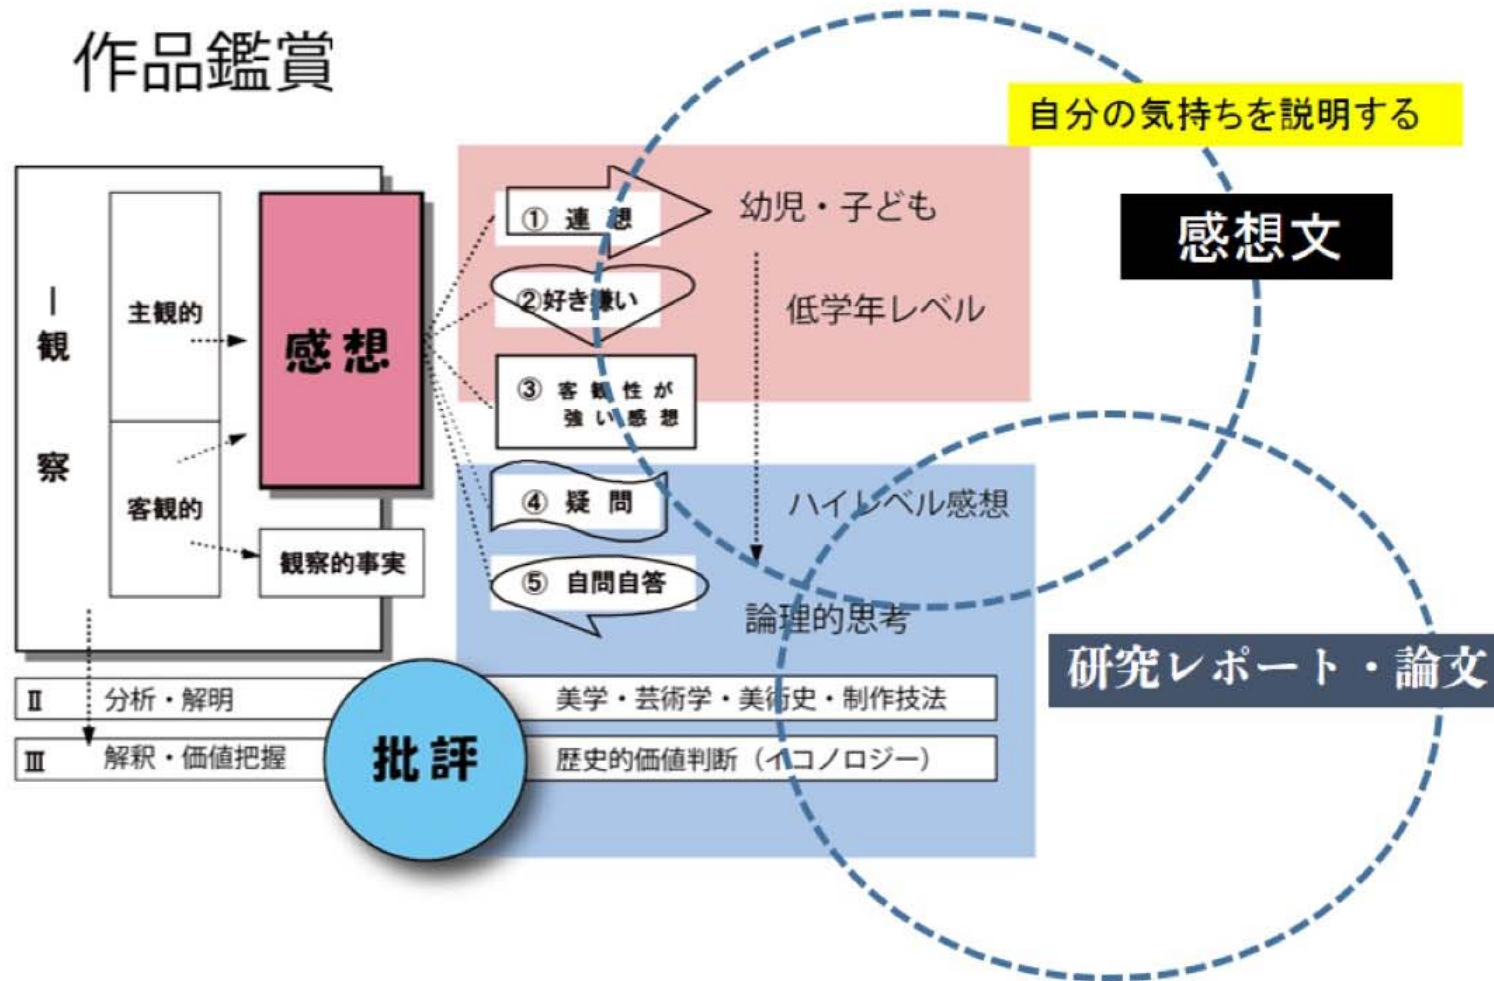 作品鑑賞
自分の気持ちを説明する
感想文
Ⅰ観察
主観的
客観的
感想
観察的事実
① 連想
②好き嫌い
③ 客観性が
強い感想
④ 疑問
⑤ 自問自答
幼児・子ども
低学年レベル
ハイレベル感想
論理的思考
研究レポート・論文
Ⅱ 分析・解明
美学・芸術学・美術史・制作技法
Ⅲ 解釈・価値把握
歴史的価値判断（イコノロジー）
批評